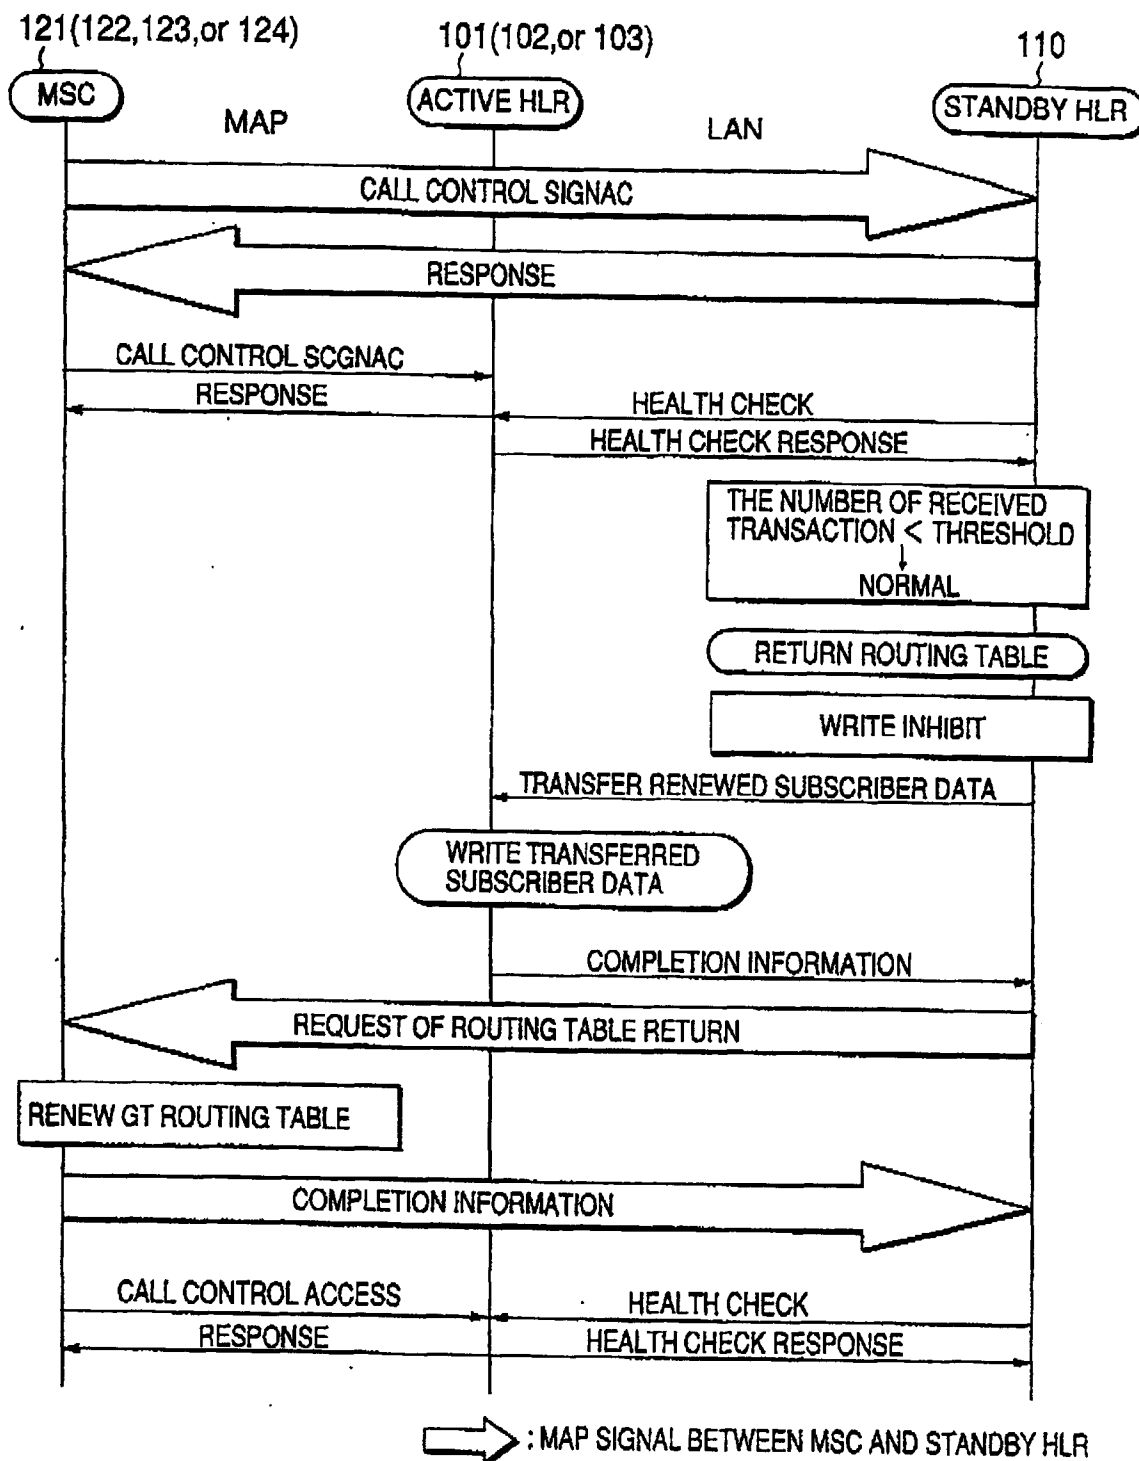 121(122,123,or 124)
101(102,or 103)
110
MSC
ACTIVE HLR
STANDBY HLR
MAP
LAN
CALL CONTROL SIGNAC
RESPONSE
CALL CONTROL SCGNAC
RESPONSE
HEALTH CHECK
HEALTH CHECK RESPONSE
THE NUMBER OF RECEIVED
TRANSACTION < THRESHOLD
NORMAL
RETURN ROUTING TABLE
WRITE INHIBIT
TRANSFER RENEWED SUBSCRIBER DATA
WRITE TRANSFERRED
SUBSCRIBER DATA
COMPLETION INFORMATION
REQUEST OF ROUTING TABLE RETURN
RENEW GT ROUTING TABLE
COMPLETION INFORMATION
CALL CONTROL ACCESS
HEALTH CHECK
RESPONSE
HEALTH CHECK RESPONSE
: MAP SIGNAL BETWEEN MSC AND STANDBY HLR